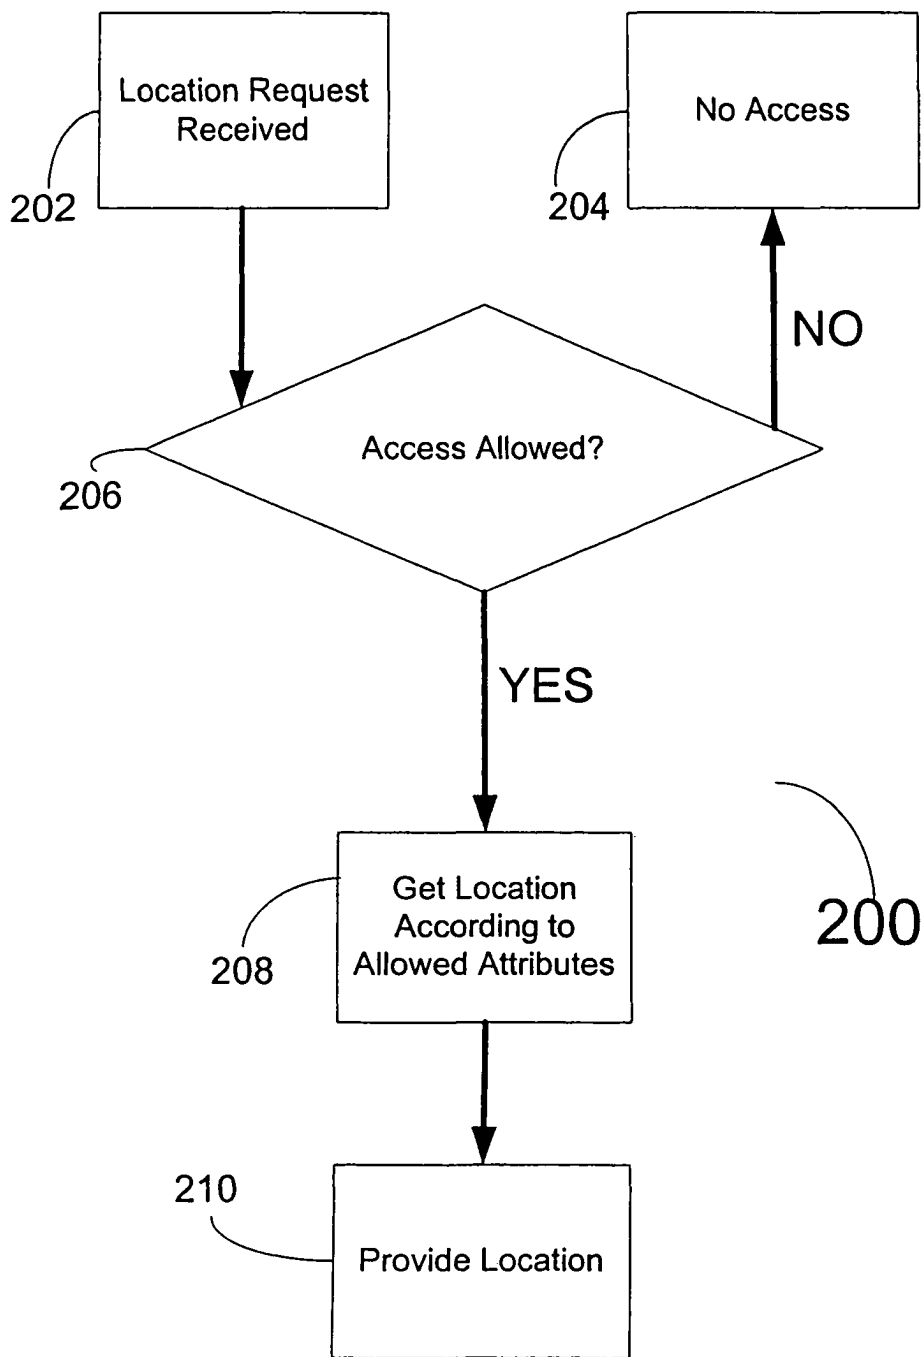 Location Request
Received
202
No Access
204
NO
Access Allowed?
206
YES
Get Location
According to
Allowed Attributes
208
200
210
Provide Location